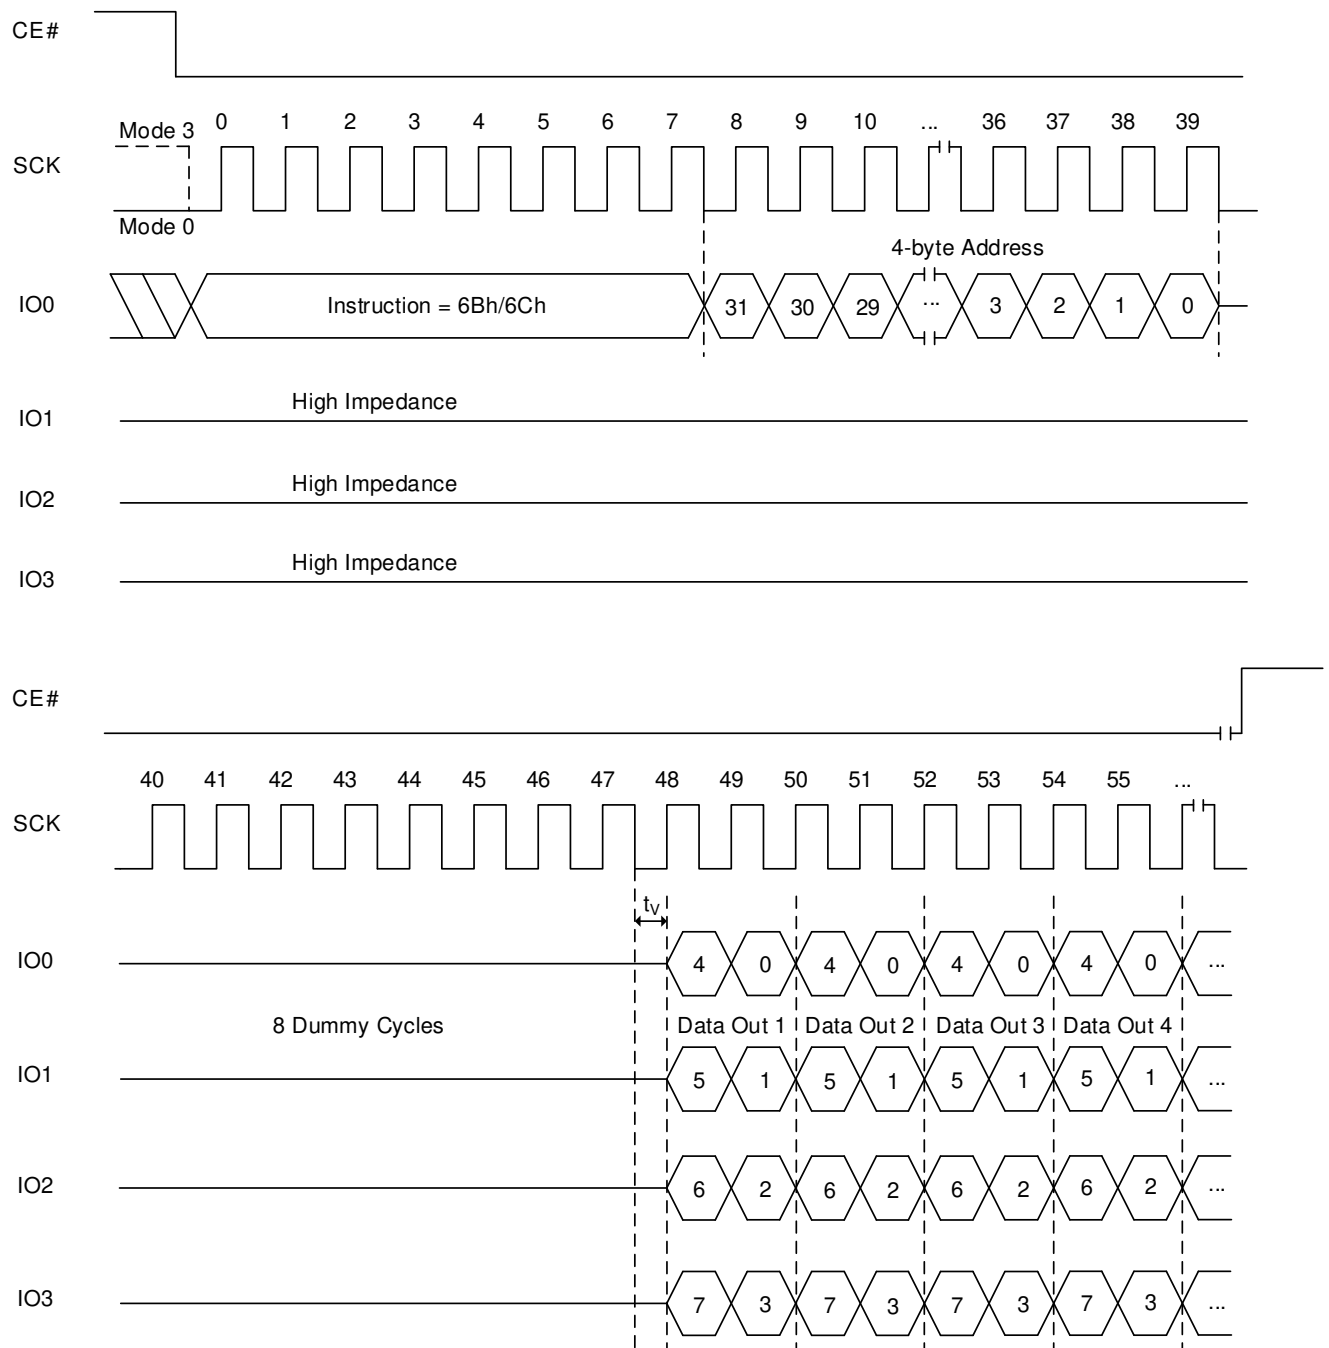 CE#
Mode 3 0 1 2 3 4 5 6 7 8 9 10 ... 36 37 38 39
SCK
Mode 0
4-byte Address
IO0 Instruction = 6Bh/6Ch 31 30 29 ... 3 2 1 0
High Impedance
IO1
High Impedance
IO2
High Impedance
IO3
CE#
40 41 42 43 44 45 46 47 48 49 50 51 52 53 54 55 ...
SCK
tV
IO0 4 0 4 0 4 0 4 0 ...
8 Dummy Cycles Data Out 1 Data Out 2 Data Out 3 Data Out 4
IO1 5 1 5 1 5 1 5 1 ...
IO2 6 2 6 2 6 2 6 2 ...
IO3 7 3 7 3 7 3 7 3 ...